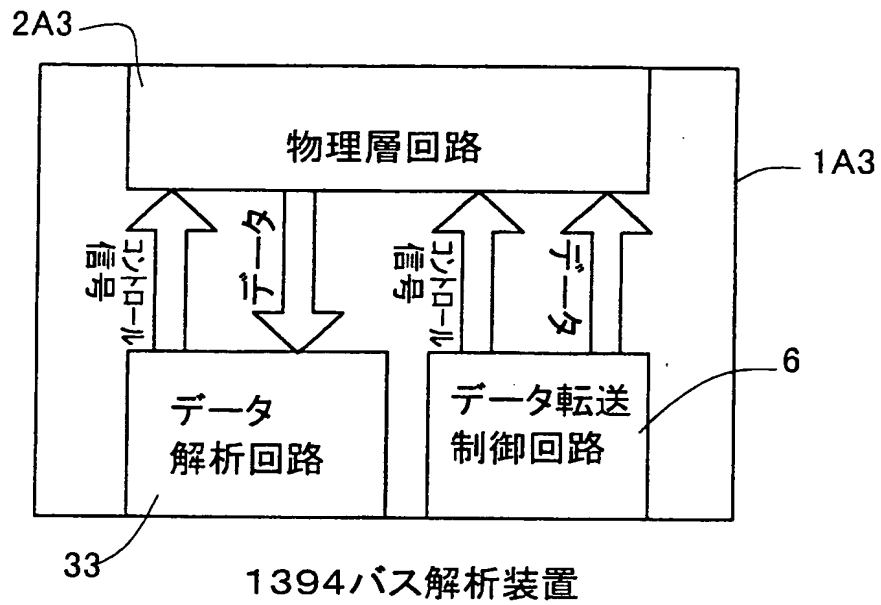 2A3
物理層回路
1A3
コントロール
信号
データ
コントロール
信号
データ
データ
解析回路
データ転送
制御回路
6
33
1394バス解析装置